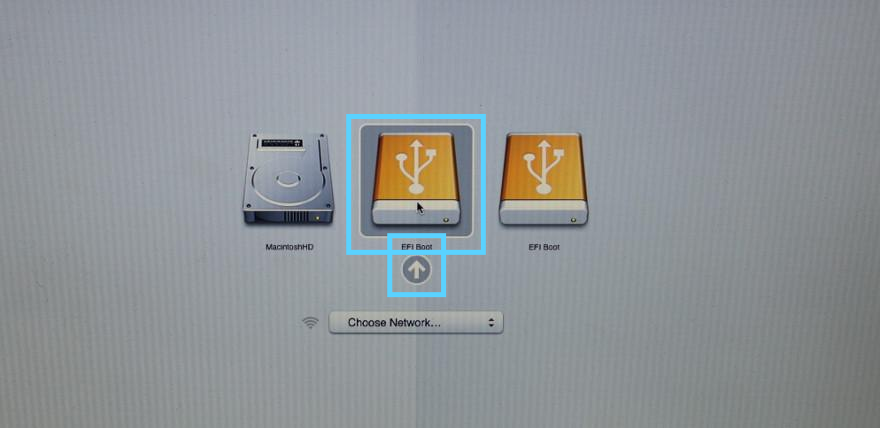 MacintoshHD
EFI Boot
EFI Boot
Choose Network...